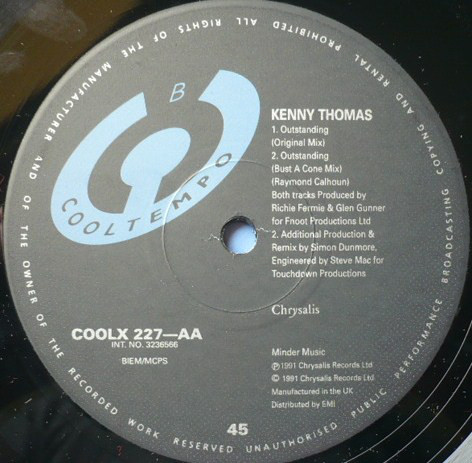 ALL RIGHTS OF THE MANUFACTURER AND OF THE OWNER OF THE RECORDED WORK RESERVED UNAUTHORISED PUBLIC PERFORMANCE BROADCASTING COPYING AND RENTAL PROHIBITED
B
COOLTEMPO
KENNY THOMAS
1. Outstanding
(Original Mix)
2. Outstanding
(Bust A Cone Mix)
(Raymond Calhoun)
Both tracks Produced by
Richie Fermie & Glen Gunner
for Fnoot Productions Ltd
2. Additional Production &
Remix by Simon Dunmore.
Engineered by Steve Mac for
Touchdown Productions
Chrysalis
COOLX 227—AA
INT. NO. 3236566
BIEM/MCPS
Minder Music
℗ 1991 Chrysalis Records Ltd
© 1991 Chrysalis Records Ltd
Manufactured in the UK
Distributed by EMI
45